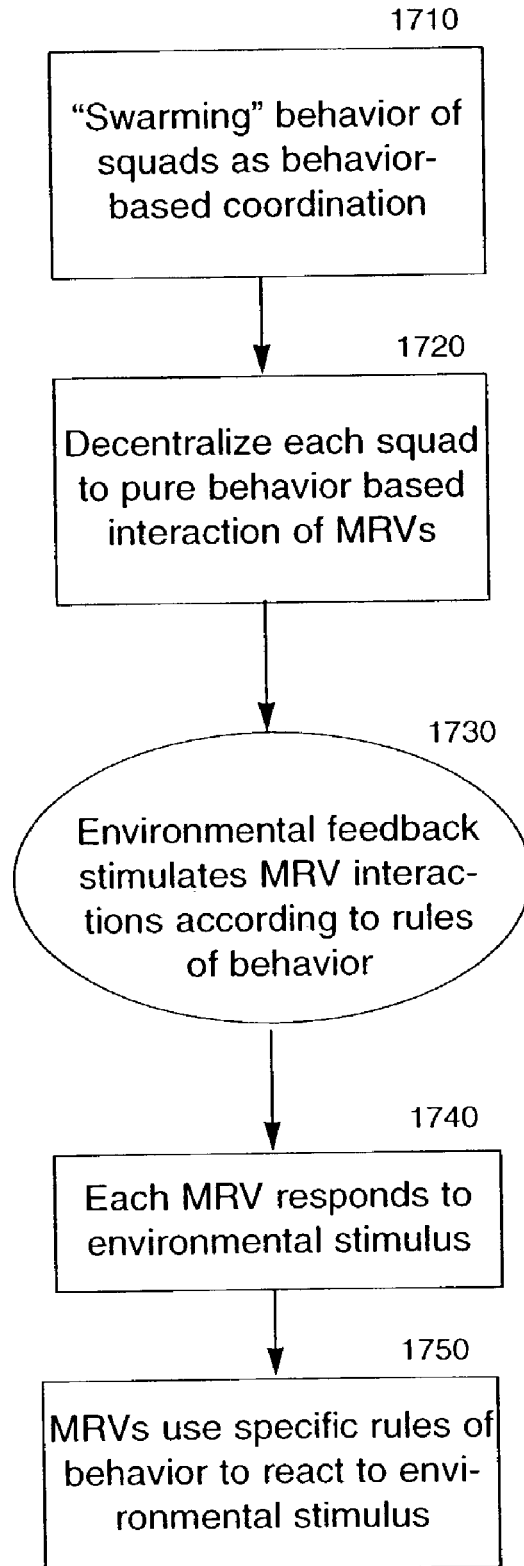 1710
“Swarming” behavior of
squads as behavior-
based coordination
1720
Decentralize each squad
to pure behavior based
interaction of MRVs
1730
Environmental feedback
stimulates MRV interac-
tions according to rules
of behavior
1740
Each MRV responds to
environmental stimulus
1750
MRVs use specific rules of
behavior to react to envi-
ronmental stimulus